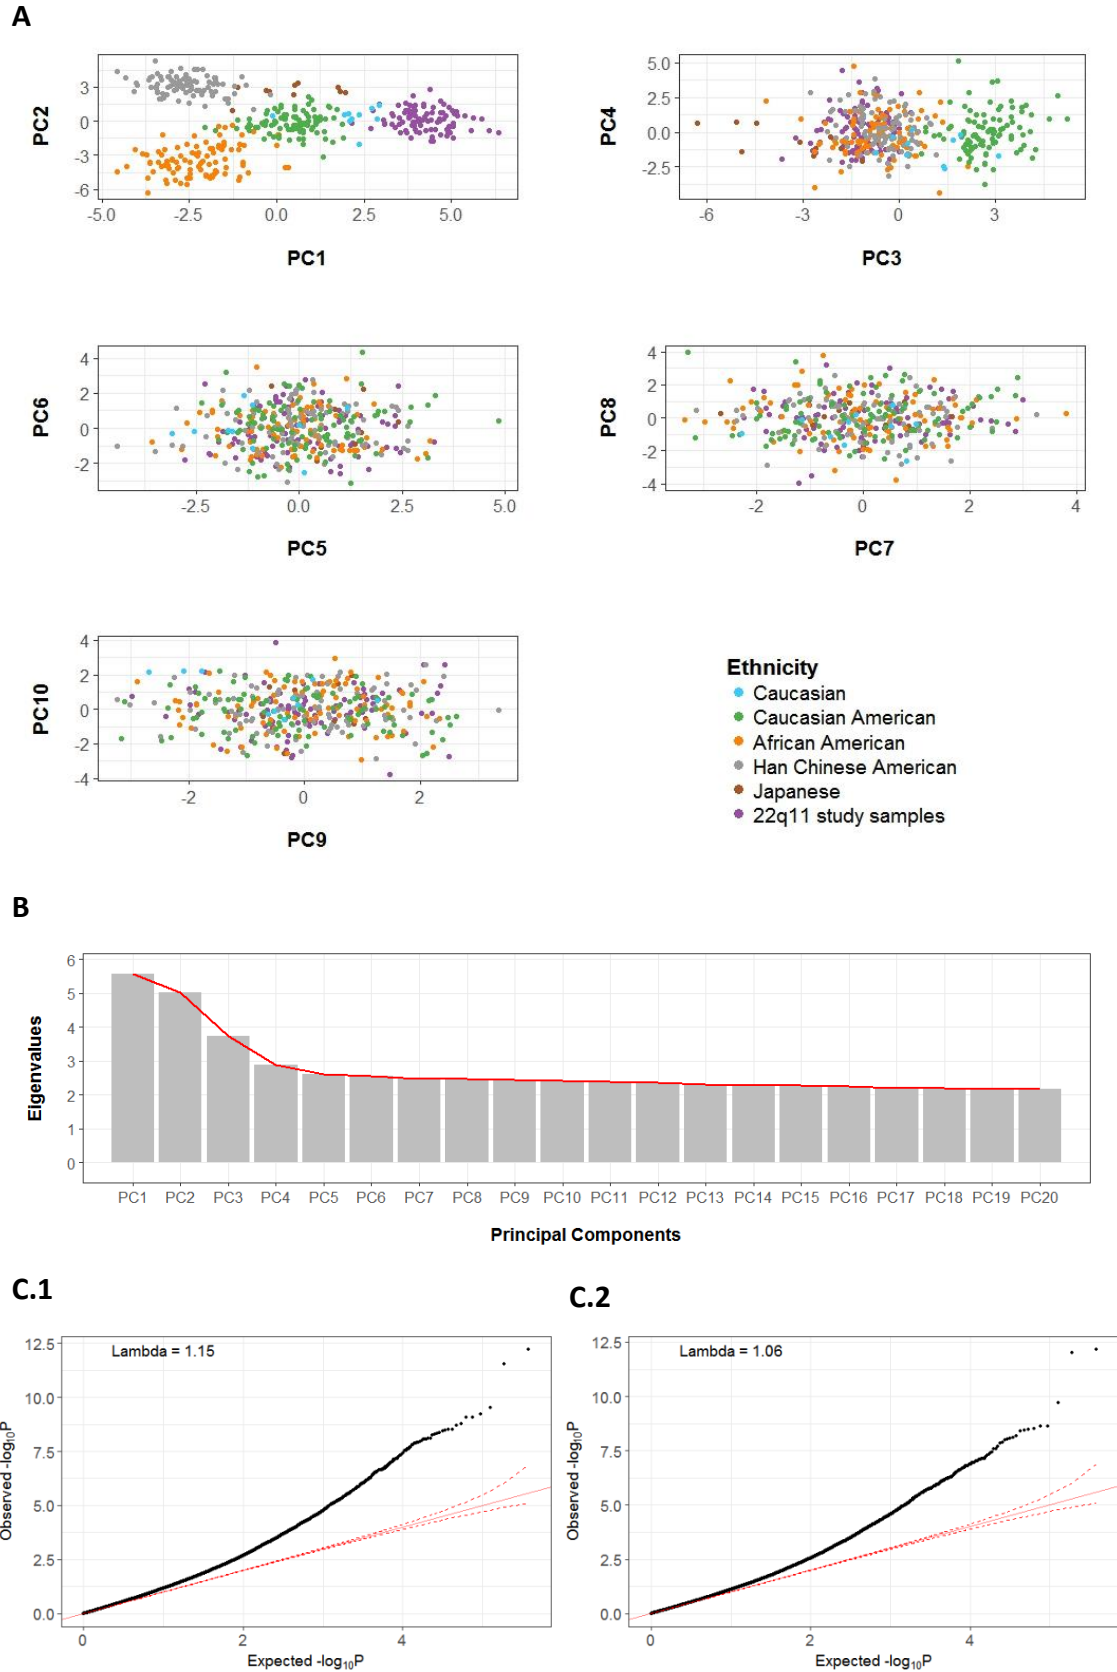 A
PC2
3
0
-3
-6
-5.0 -2.5 0.0 2.5 5.0
PC1
PC4
5.0
2.5
0.0
-2.5
-6 -3 0 3
PC3
PC6
4
2
0
-2
-2.5 0.0 2.5 5.0
PC5
PC8
4
2
0
-2
-4
-2 0 2 4
PC7
PC10
4
2
0
-2
-4
-2 0 2
PC9
Ethnicity
Caucasian
Caucasian American
African American
Han Chinese American
Japanese
22q11 study samples
B
Eigenvalues
6
5
4
3
2
1
0
PC1 PC2 PC3 PC4 PC5 PC6 PC7 PC8 PC9 PC10 PC11 PC12 PC13 PC14 PC15 PC16 PC17 PC18 PC19 PC20
Principal Components
C.1
Observed -log10P
12.5
10.0
7.5
5.0
2.5
0.0
Lambda = 1.15
0 2 4
Expected -log10P
C.2
Observed -log10P
12.5
10.0
7.5
5.0
2.5
0.0
Lambda = 1.06
0 2 4
Expected -log10P